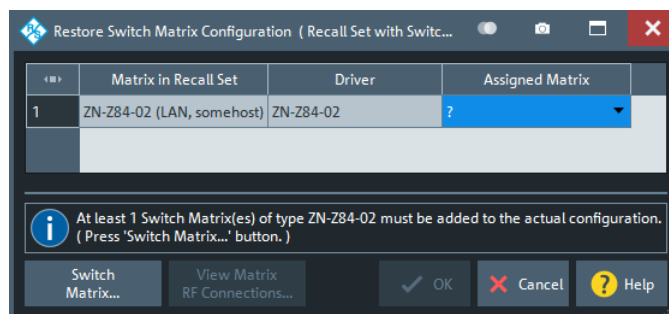 Restore Switch Matrix Configuration ( Recall Set with Switc...
Matrix in Recall Set Driver Assigned Matrix
1 ZN-Z84-02 (LAN, somehost) ZN-Z84-02 ?
At least 1 Switch Matrix(es) of type ZN-Z84-02 must be added to the actual configuration.
( Press 'Switch Matrix...' button. )
Switch
Matrix...
View Matrix
RF Connections...
OK
Cancel
Help